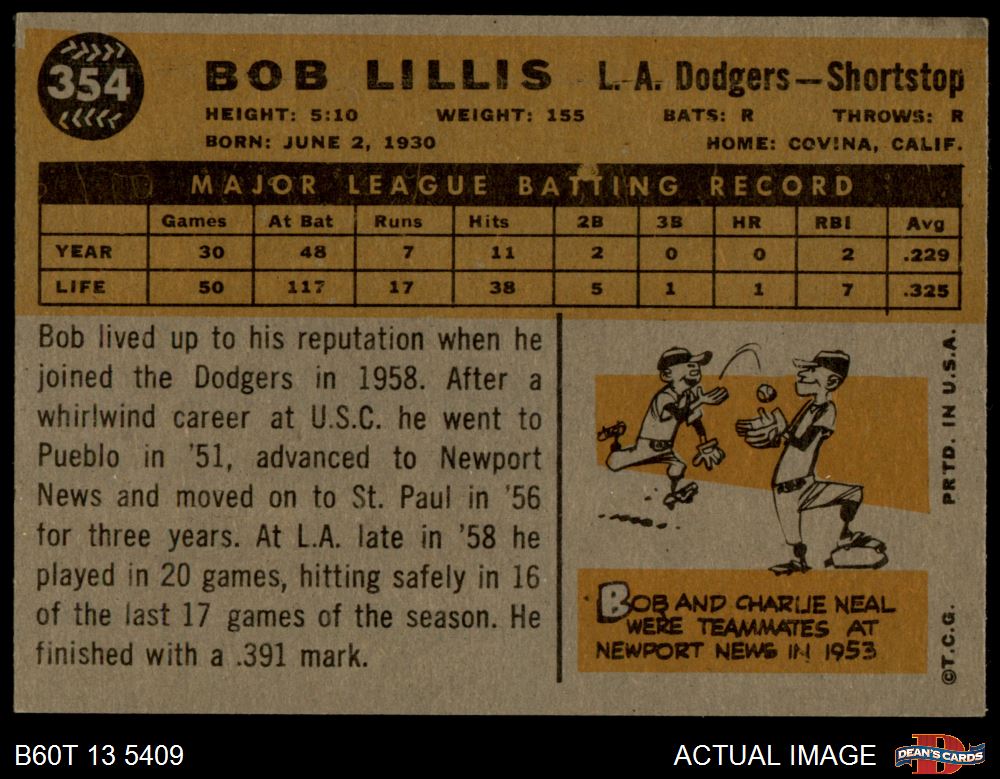 354
BOB LILLIS L. A. Dodgers—Shortstop
HEIGHT: 5:10 WEIGHT: 155 BATS: R THROWS: R
BORN: JUNE 2, 1930 HOME: COVINA, CALIF.
MAJOR LEAGUE BATTING RECORD
Games At Bat Runs Hits 2B 3B HR RBI Avg
YEAR 30 48 7 11 2 0 0 2 .229
LIFE 50 117 17 38 5 1 1 7 .325
Bob lived up to his reputation when he
joined the Dodgers in 1958. After a
whirlwind career at U.S.C. he went to
Pueblo in '51, advanced to Newport
News and moved on to St. Paul in '56
for three years. At L.A. late in '58 he
played in 20 games, hitting safely in 16
of the last 17 games of the season. He
finished with a .391 mark.
BOB AND CHARLIE NEAL
WERE TEAMMATES AT
NEWPORT NEWS IN 1953
©T.C.G. PRTD. IN U.S.A.
B60T 13 5409 ACTUAL IMAGE DEAN'S CARDS